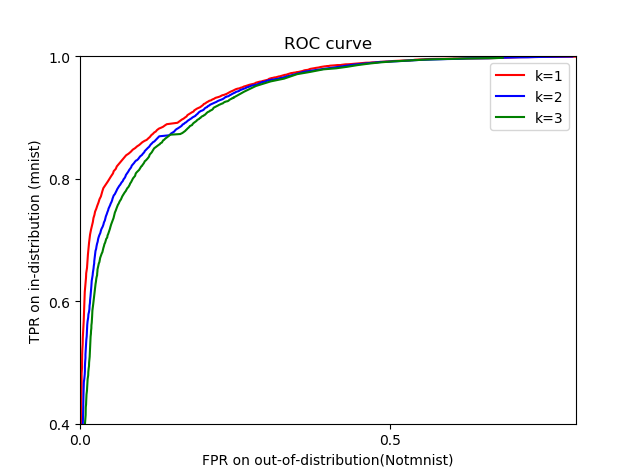 ROC curve
1.0
0.8
0.6
0.4
TPR on in-distribution (mnist)
k=1
k=2
k=3
0.0
0.5
FPR on out-of-distribution(Notmnist)